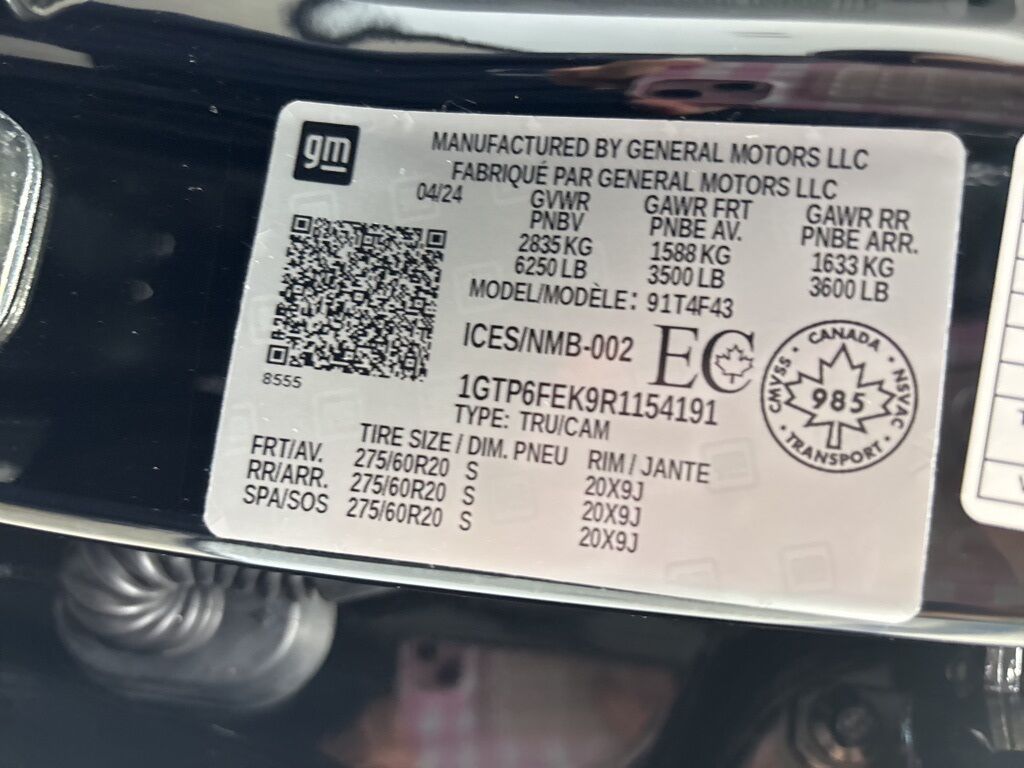 gm
MANUFACTURED BY GENERAL MOTORS LLC
FABRIQUÉ PAR GENERAL MOTORS LLC
04/24
GVWR GAWR FRT GAWR RR
PNBV PNBE AV. PNBE ARR.
2835 KG 1588 KG 1633 KG
6250 LB 3500 LB 3600 LB
MODEL/MODÈLE: 91T4F43
ICES/NMB-002 EC
8555
1GTP6FEK9R1154191
TYPE: TRU/CAM
CANADA
CMVSS 985 NSVAC
TRANSPORT
TIRE SIZE / DIM. PNEU RIM / JANTE
FRT/AV. 275/60R20 S 20X9J
RR/ARR. 275/60R20 S 20X9J
SPA/SOS 275/60R20 S 20X9J